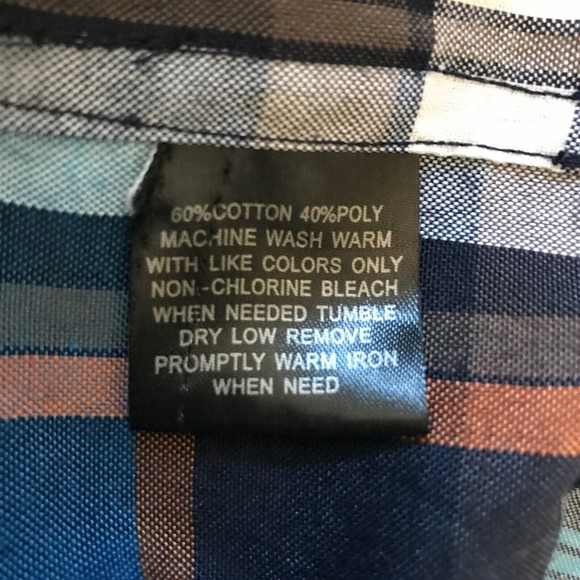 60%COTTON 40%POLY
MACHINE WASH WARM
WITH LIKE COLORS ONLY
NON-CHLORINE BLEACH
WHEN NEEDED TUMBLE
DRY LOW REMOVE
PROMPTLY WARM IRON
WHEN NEED